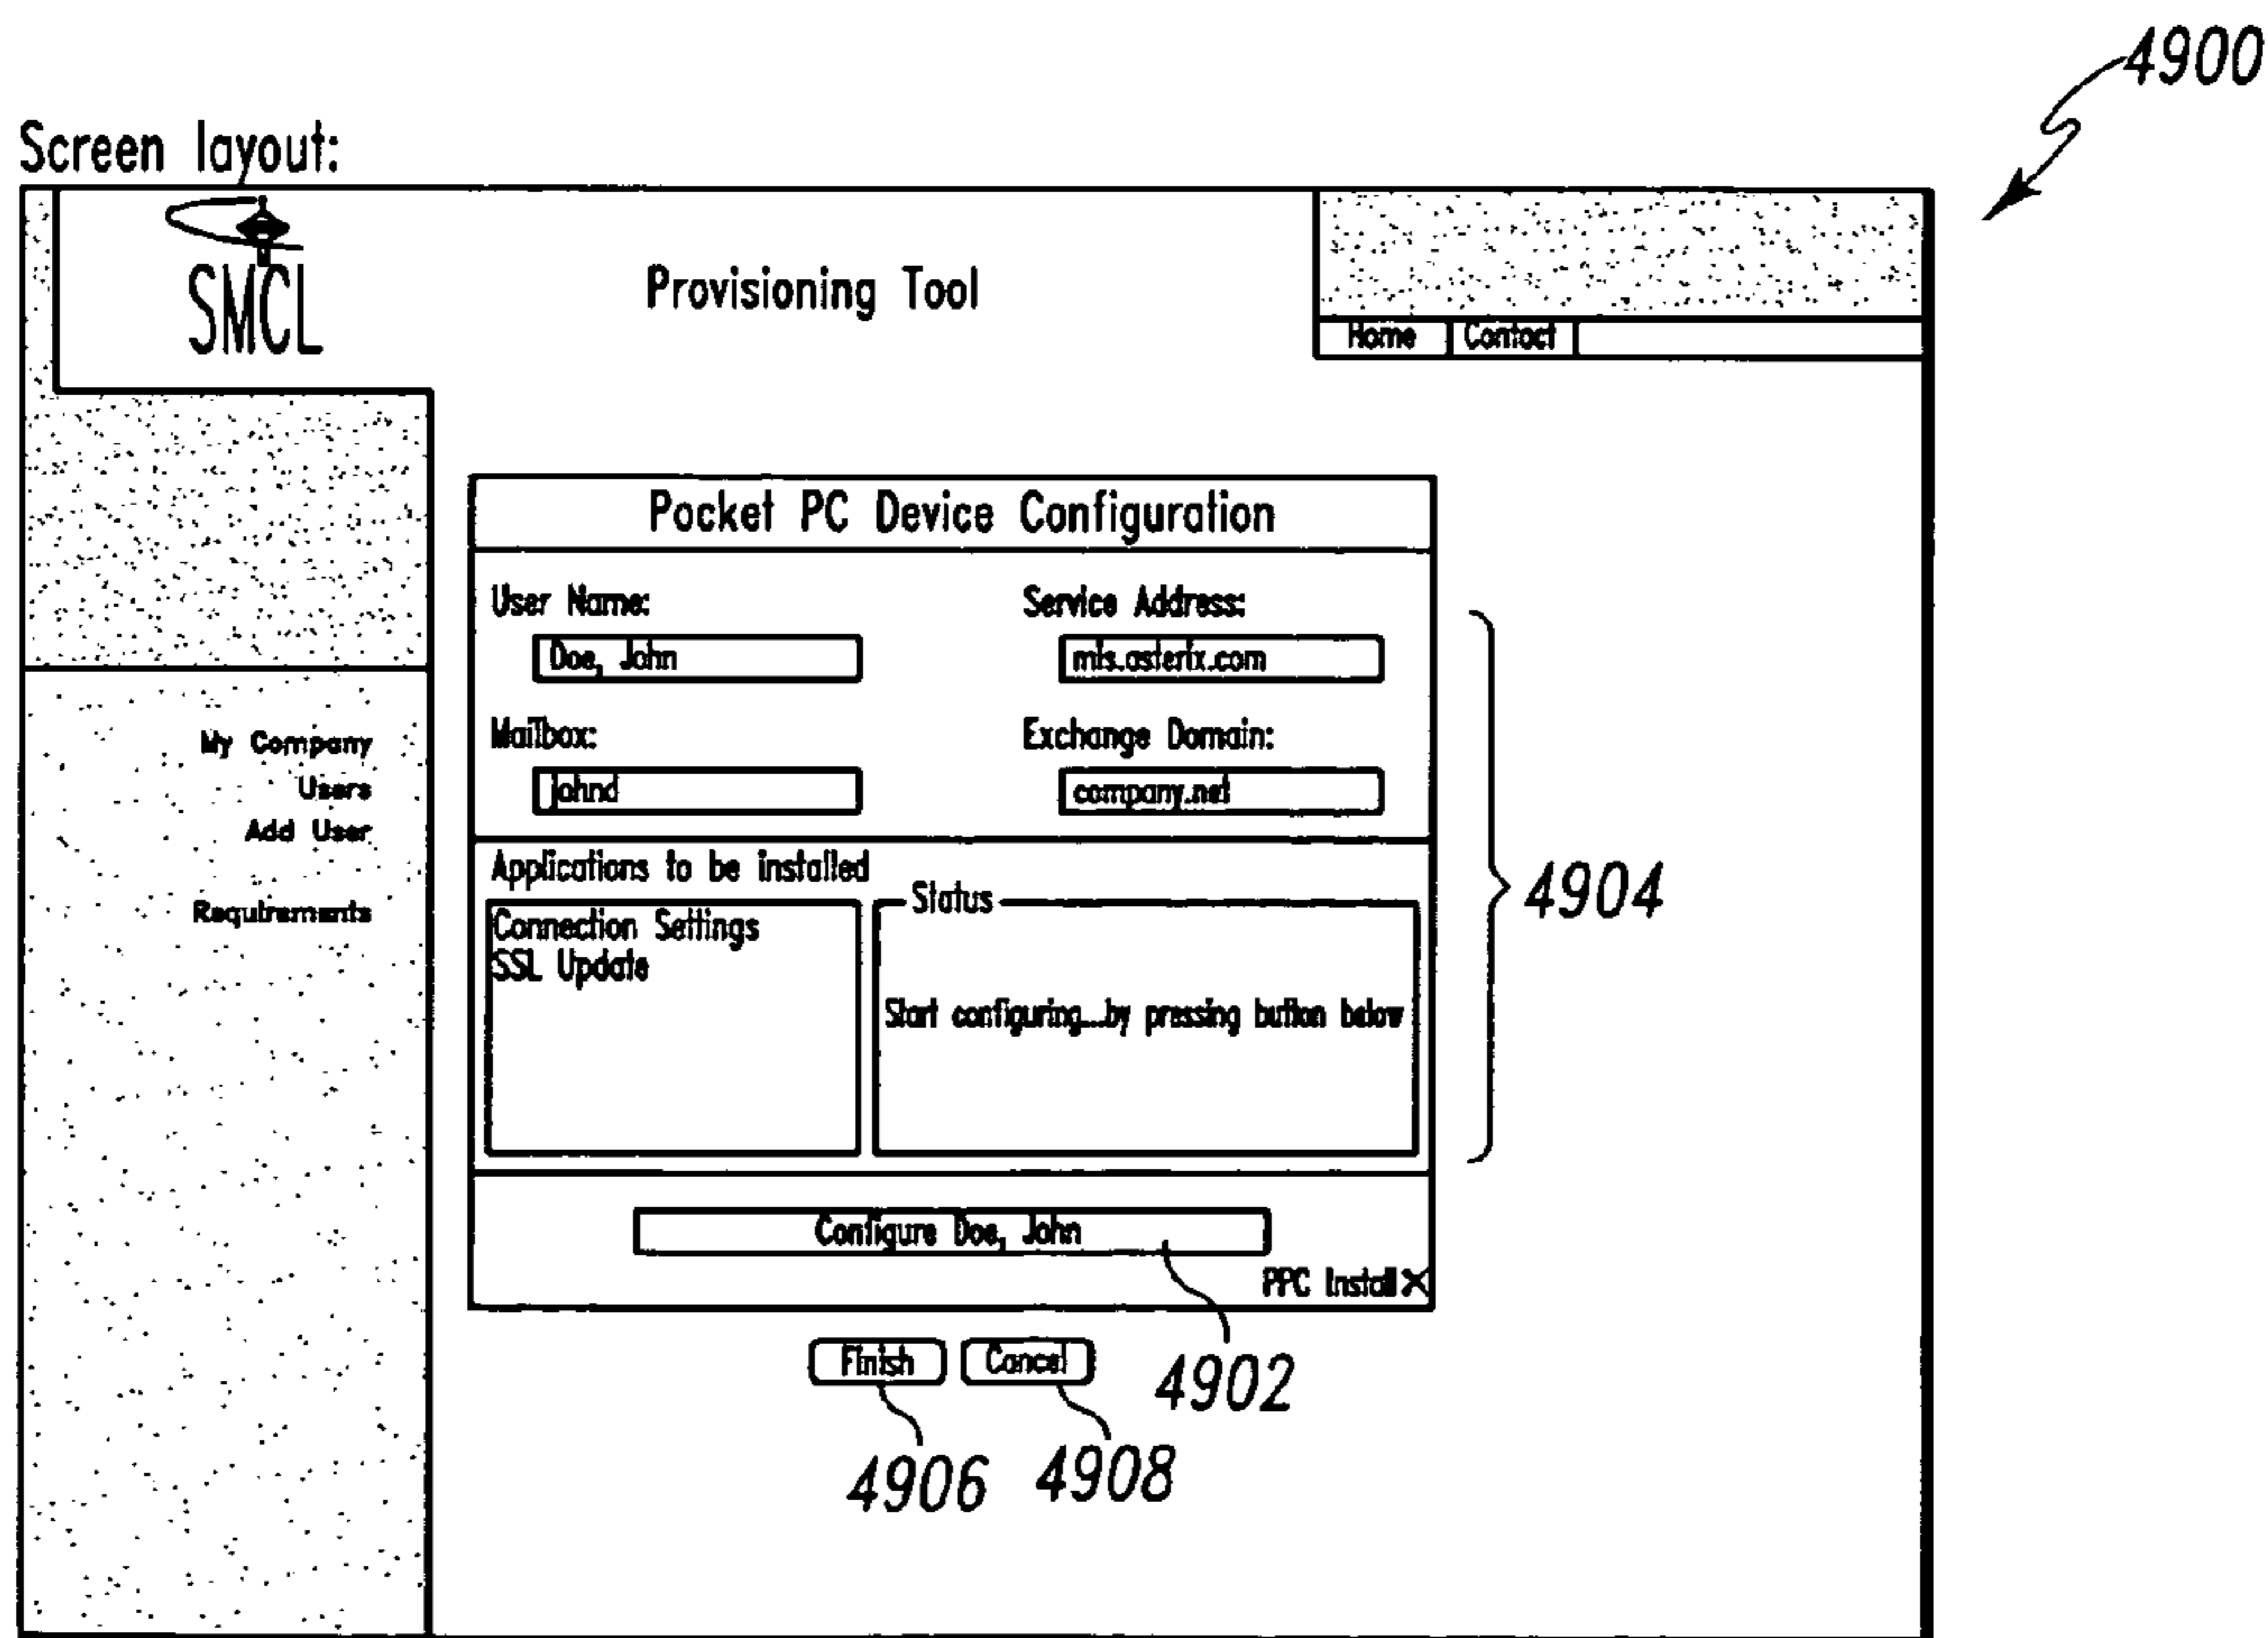 4900
Screen layout:
SMCL
Provisioning Tool
Home Contact
Pocket PC Device Configuration
User Name: Service Address:
Doe, John mis.asterix.com
Mailbox: Exchange Domain:
johnd company.net
My Company
Users
Add User
Requirements
Applications to be installed
Status
Connection Settings
SSL Update
Start configuring...by pressing button below
4904
Configure Doe, John
PPC Install X
Finish Cancel
4902
4906 4908